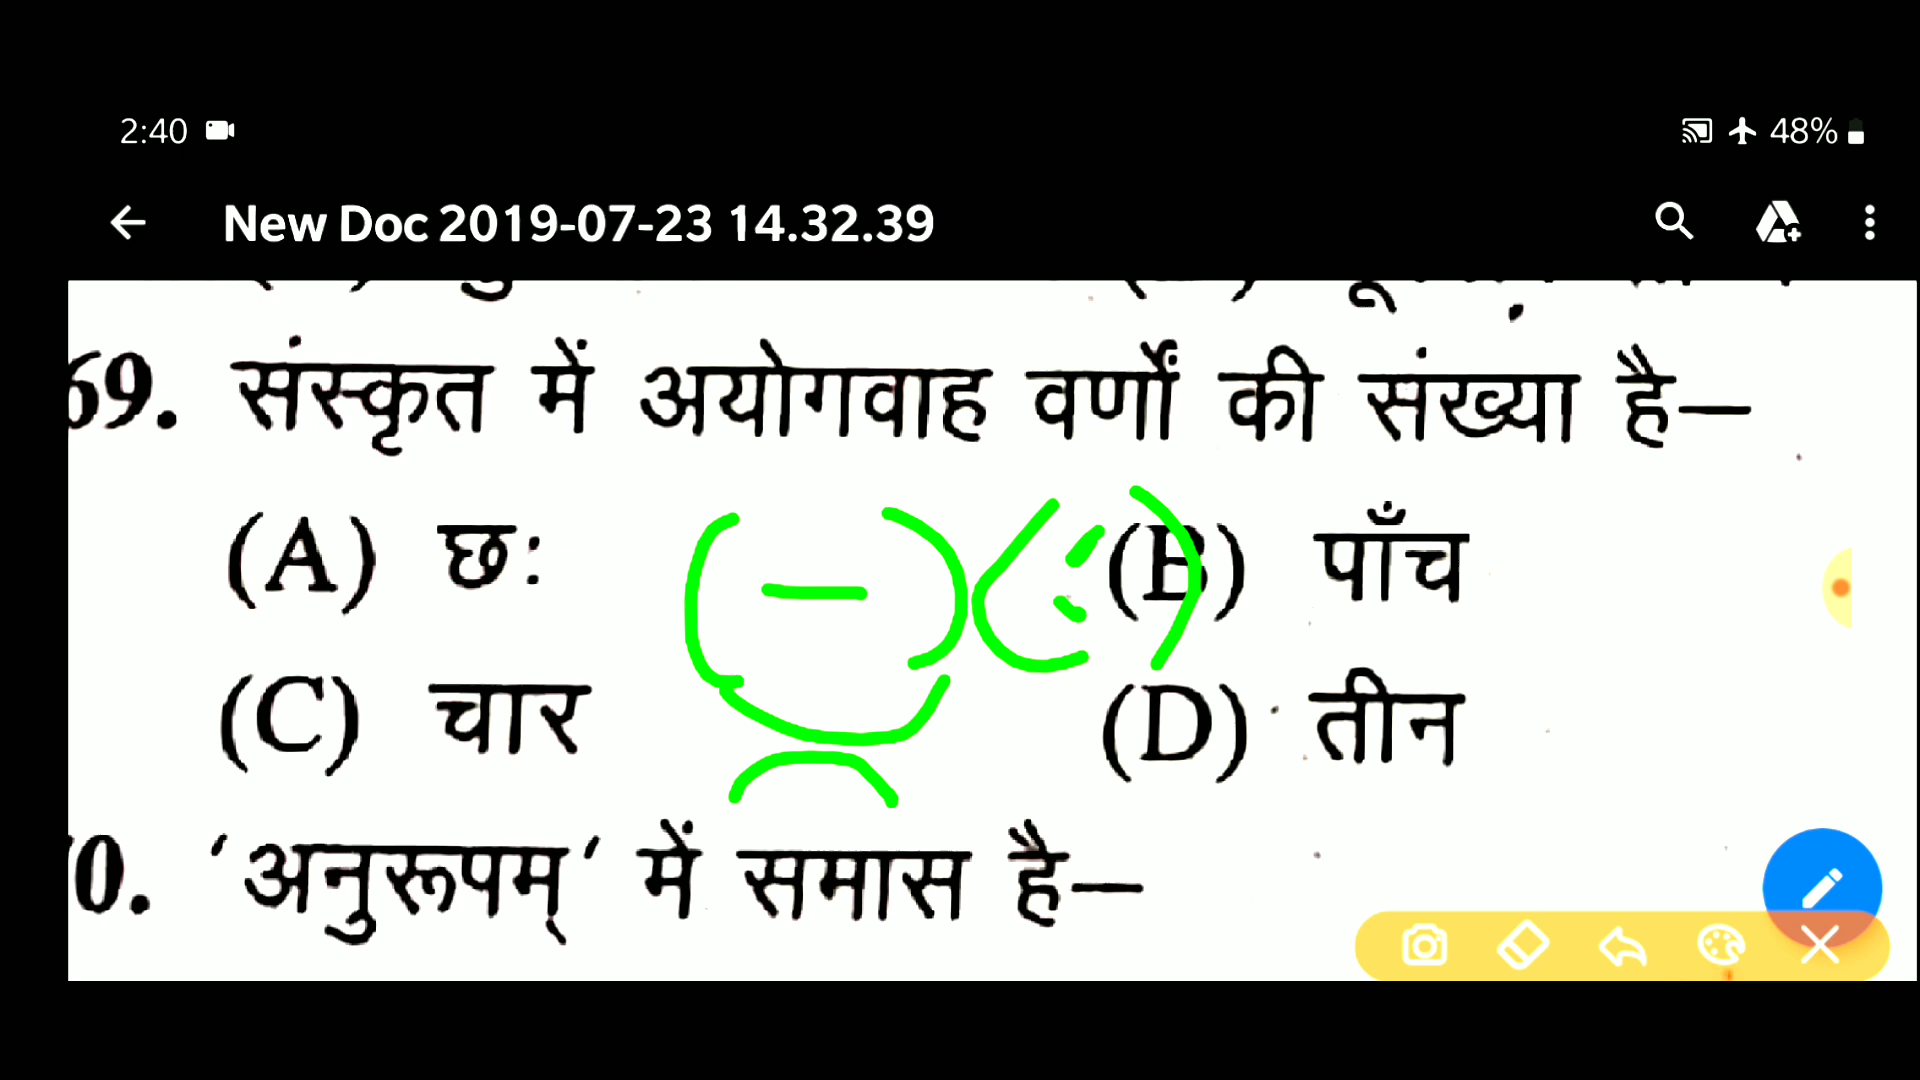 2:40 48%
New Doc 2019-07-23 14.32.39
69. संस्कृत में अयोगवाह वर्णों की संख्या है—
(A) छः (B) पाँच
(C) चार (D) तीन
0. ‘अनुरूपम्‘ में समास है—